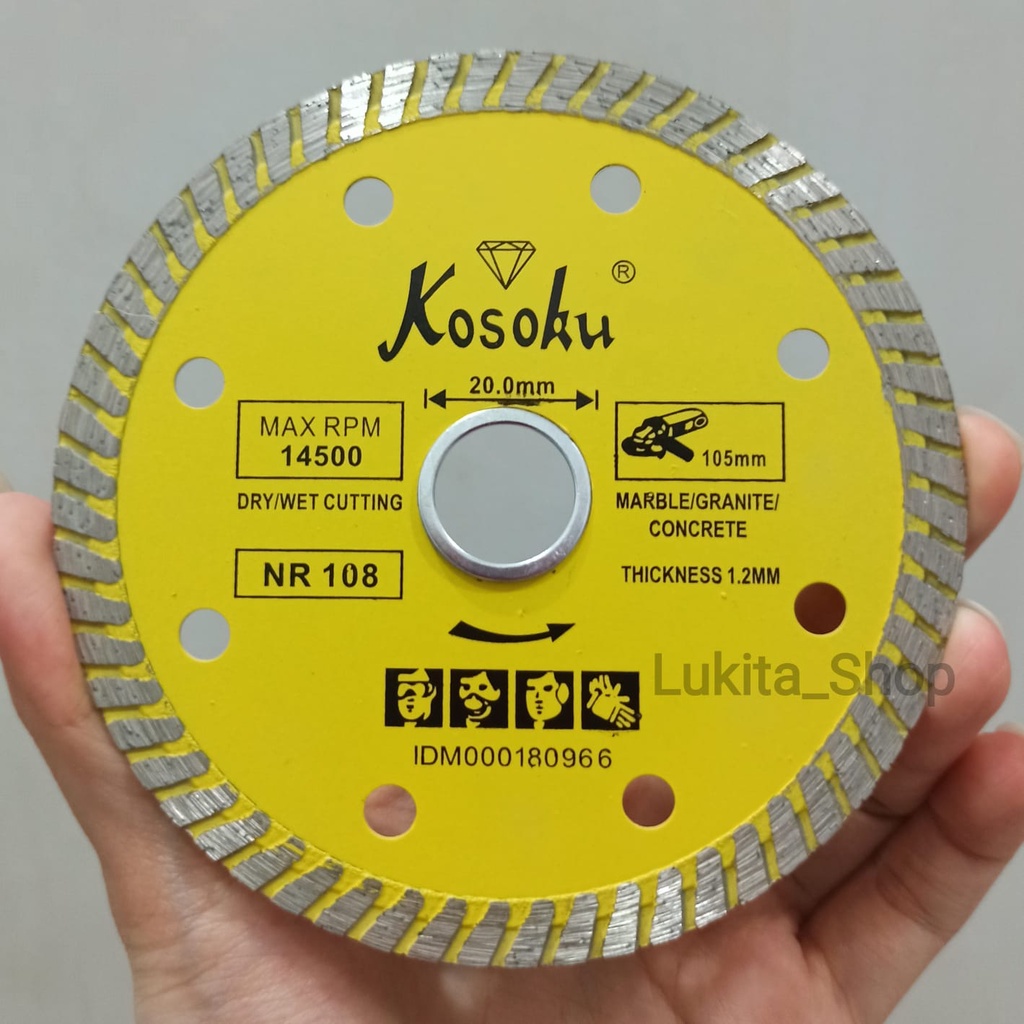 Kosoku ®
20.0mm
MAX RPM
14500
105mm
DRY/WET CUTTING
MARBLE/GRANITE/
CONCRETE
NR 108
THICKNESS 1.2MM
Lukita_Shop
IDM000180966